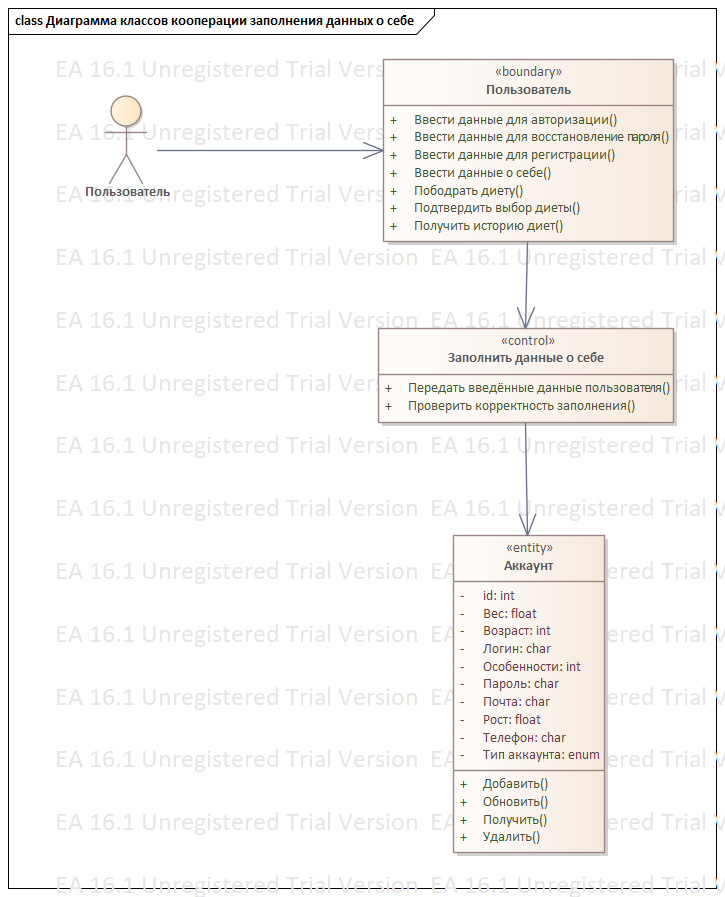 class Диаграмма классов кооперации заполнения данных о себе
EA 16.1 Unregistered Trial Version
«boundary»
Пользователь
+ Ввести данные для авторизации()
+ Ввести данные для восстановление пароля()
+ Ввести данные для регистрации()
+ Ввести данные о себе()
+ Пободрать диету()
+ Подтвердить выбор диеты()
+ Получить историю диет()
Пользователь
«control»
Заполнить данные о себе
+ Передать введённые данные пользователя()
+ Проверить корректность заполнения()
«entity»
Аккаунт
- id: int
- Вес: float
- Возраст: int
- Логин: char
- Особенности: int
- Пароль: char
- Почта: char
- Рост: float
- Телефон: char
- Тип аккаунта: enum
+ Добавить()
+ Обновить()
+ Получить()
+ Удалить()